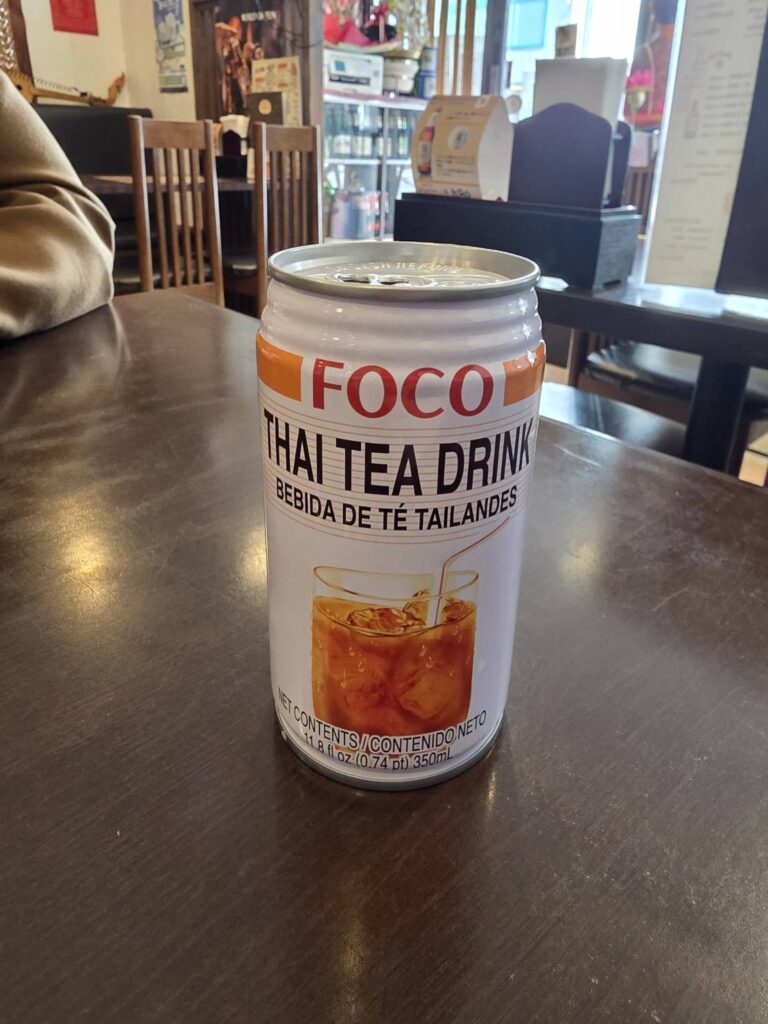 FOCO
THAI TEA DRINK
BEBIDA DE TÉ TAILANDES
NET CONTENTS / CONTENIDO NETO
11.8 fl oz (0.74 pt) 350mL